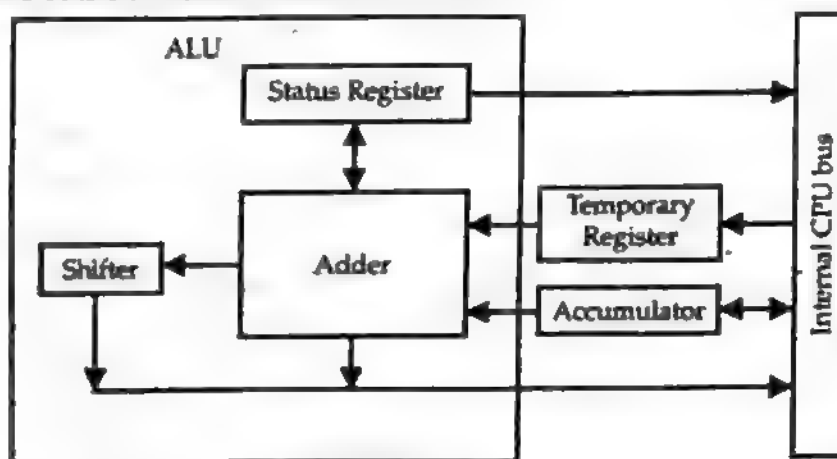 ALU
Status Register
Temporary
Register
Adder
Shifter
Accumulator
Internal CPU bus